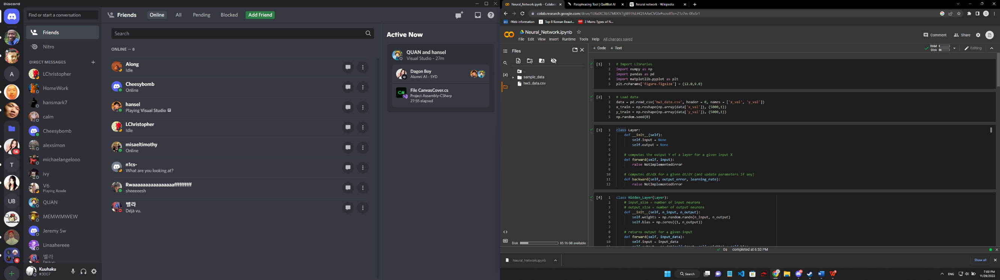 Discord
Find or start a conversation
Friends
Online
All
Pending
Blocked
Add Friend
Friends
Nitro
DIRECT MESSAGES
LChristopher
HomeWork
hansmark7
calm
Cheesybomb
alexsimon
michaelangelooo
ivy
V6
Playing Xcode
QUAN
MEMWMWEW
Jeremy Sw
Linaahereee
벨라
Déjà vu.
Kuuhaku
#3007
A
14
T
UB
4
Search
ONLINE — 8
Along
Idle
Cheesybomb
Online
hansel
Playing Visual Studio
LChristopher
Idle
misaeltimothy
Online
n1cs-
What are you looking at?
Rwaaaaaaaaaaaaaaaaffffffffff
sheeeeesh
벨라
Déjà vu.
Active Now
QUAN and hansel
Visual Studio - 27m
Dagon Boy
Alumni A1 - SYD
C#
File CanvasCover.cs
Project Assembly-CSharp
27:55 elapsed
Neural_Network.ipynb - Colabor
Paraphrasing Tool | QuillBot AI
Neural network - Wikipedia
colab.research.google.com/drive/1U6dXC3bS7M0KV7gWFtYsLHQ1AAeCVGlx#scrollTo=Z1z7m-0ExSr1
-Web information
Top 8 Korean Beaut...
3 Mains Types of N...
Neural_Network.ipynb
File Edit View Insert Runtime Tools Help All changes saved
Comment
Share
Files
+ Code + Text
RAM
Disk
Editing
..
sample_data
hw3_data.csv
{x}
[1]
1 # Import Libraries
2 import numpy as np
3 import pandas as pd
4 import matplotlib.pyplot as plt
5 plt.rcParams['figure.figsize'] = (12.0,9.0)
[2]
1 # Load data
2 data = pd.read_csv('hw3_data.csv', header = 0, names = ['x_val', 'y_val'])
3 x_train = np.reshape(np.array(data['x_val']), (5000,1))
4 y_train = np.reshape(np.array(data['y_val']), (5000,1))
5 np.random.seed(0)
[3]
1 class Layer:
2 def __init__(self):
3 self.input = None
4 self.output = None
5
6 # computes the output Y of a layer for a given input X
7 def forward(self, input):
8 raise NotImplementedError
9
10 # computes dE/dX for a given dE/dY (and update parameters if any)
11 def backward(self, output_error, learning_rate):
12 raise NotImplementedError
[4]
1 class Hidden_Layer(Layer):
2 # input_size = number of input neurons
3 # output_size = number of output neurons
4 def __init__(self, n_input, n_output):
5 self.weights = np.random.randn(n_input, n_output)
6 self.bias = np.zeros((1, n_output))
7
8 # returns output for a given input
9 def forward(self, input_data):
10 self.input = input_data
Disk
85.16 GB available
0s completed at 6:53 PM
Neural_Network.ipynb
Show all
Search
ENG
7:00 PM
11/29/2022